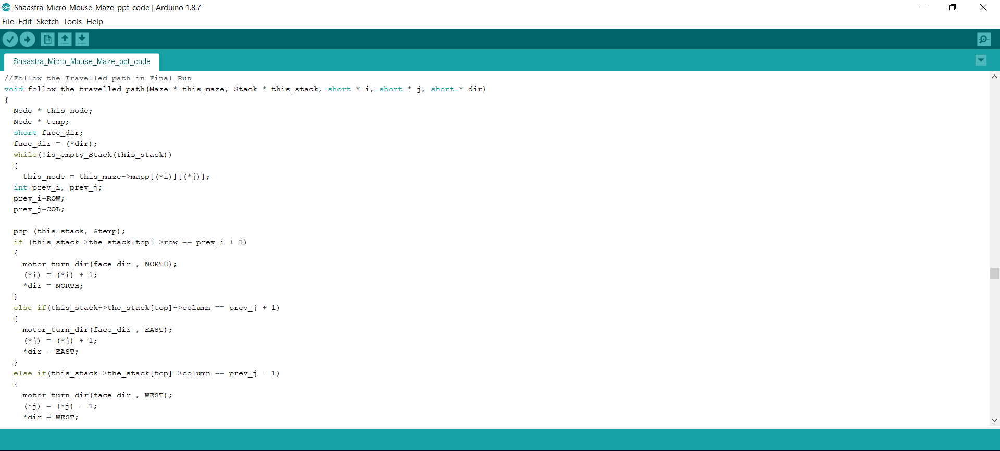 Shaastra_Micro_Mouse_Maze_ppt_code | Arduino 1.8.7
File Edit Sketch Tools Help
Shaastra_Micro_Mouse_Maze_ppt_code
//Follow the Travelled path in Final Run
void follow_the_travelled_path(Maze * this_maze, Stack * this_stack, short * i, short * j, short * dir)
{
  Node * this_node;
  Node * temp;
  short face_dir;
  face_dir = (*dir);
  while(!is_empty_Stack(this_stack))
  {
    this_node = this_maze->mapp[(*i)][(*j)];
  int prev_i, prev_j;
  prev_i=ROW;
  prev_j=COL;
  pop (this_stack, &temp);
  if (this_stack->the_stack[top]->row == prev_i + 1)
  {
    motor_turn_dir(face_dir , NORTH);
    (*i) = (*i) + 1;
    *dir = NORTH;
  }
  else if(this_stack->the_stack[top]->column == prev_j + 1)
  {
    motor_turn_dir(face_dir , EAST);
    (*j) = (*j) + 1;
    *dir = EAST;
  }
  else if(this_stack->the_stack[top]->column == prev_j - 1)
  {
    motor_turn_dir(face_dir , WEST);
    (*j) = (*j) - 1;
    *dir = WEST;